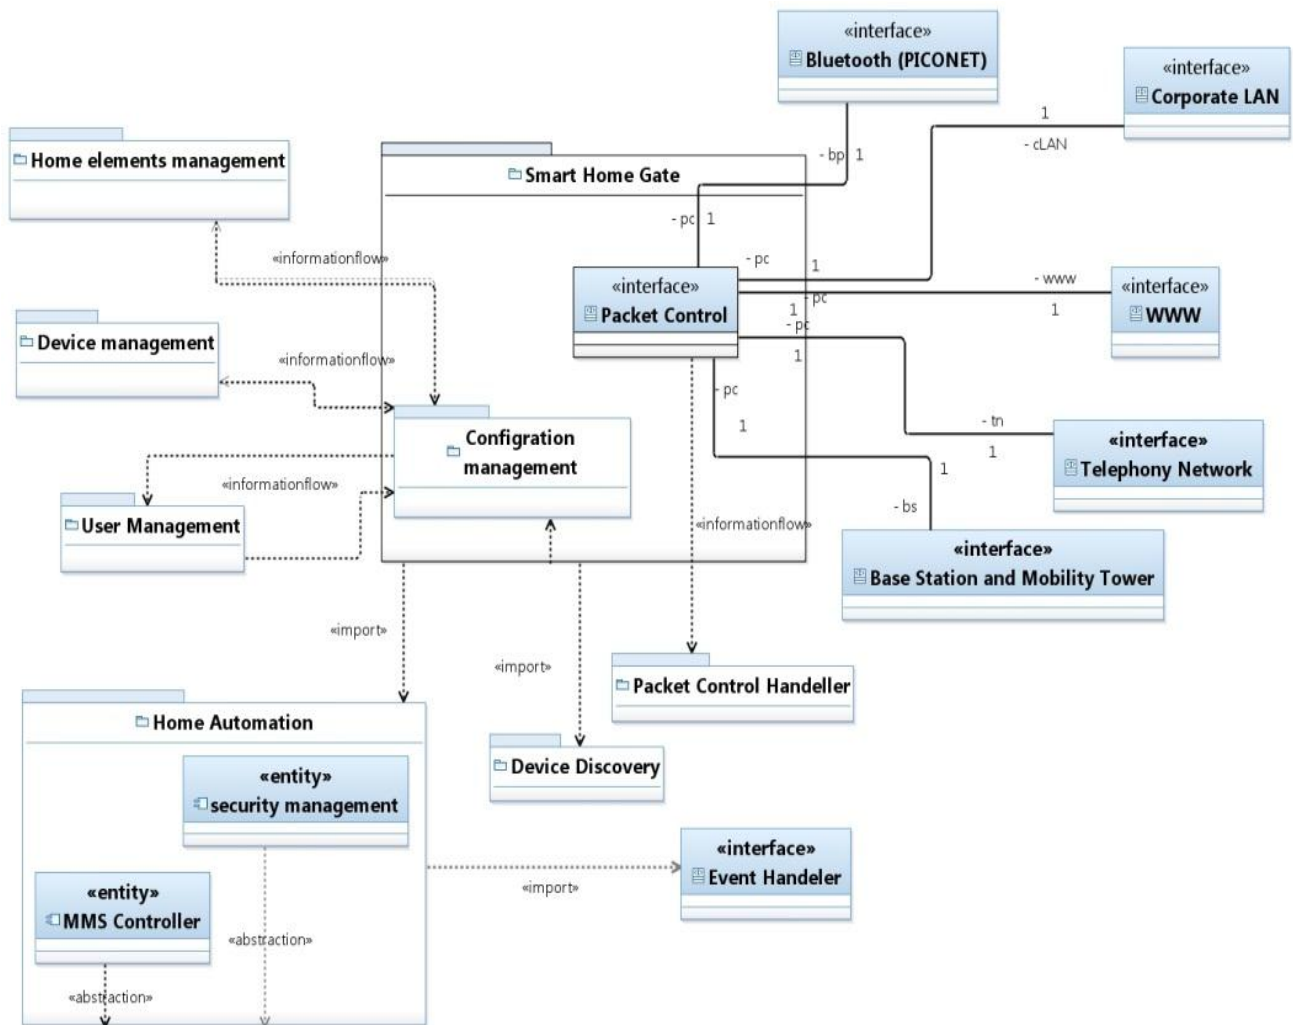 «interface»
Bluetooth (PICONET)
«interface»
Corporate LAN
1
- cLAN
- bp 1
Home elements management
Smart Home Gate
- pc 1
«informationflow»
- pc
1
«interface»
Packet Control
- www
1
- pc
1
- pc
1
«interface»
WWW
Device management
«informationflow»
- pc
1
- tn
1
«interface»
Telephony Network
Configration
management
1
«informationflow»
- bs
User Management
«informationflow»
«interface»
Base Station and Mobility Tower
«import»
«import»
Packet Control Handeller
Home Automation
Device Discovery
«entity»
security management
«interface»
Event Handeler
«import»
«entity»
MMS Controller
«abstraction»
«abstraction»